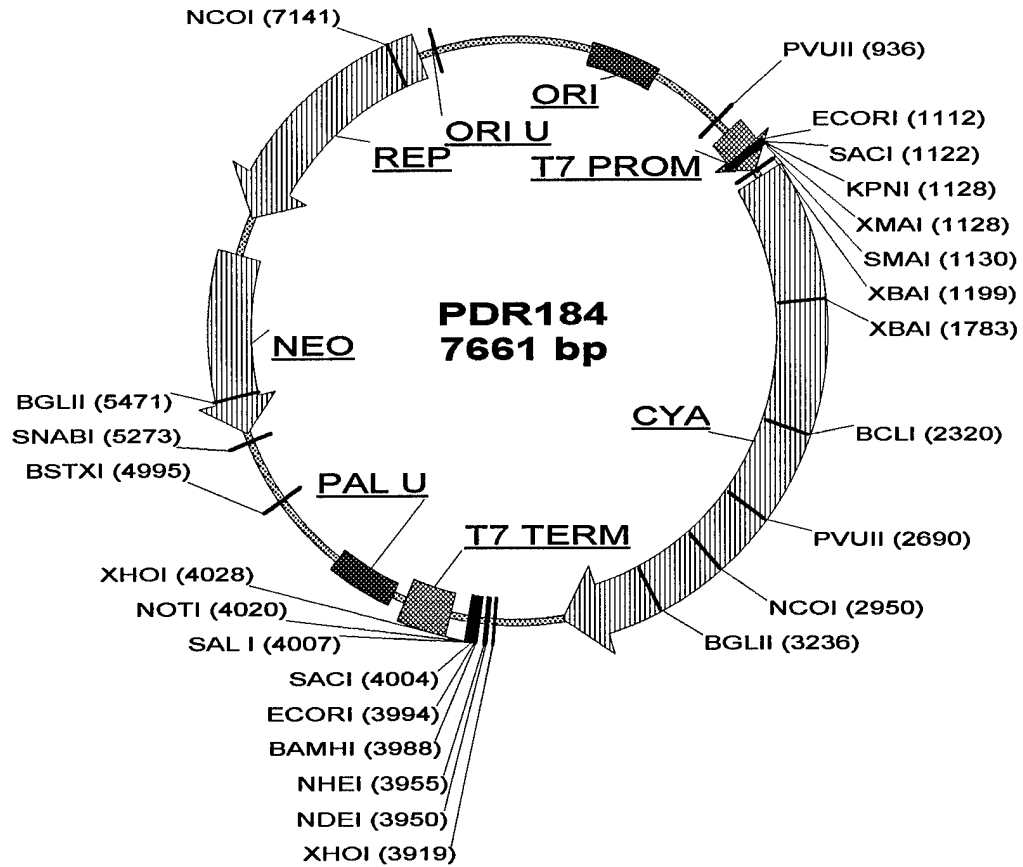 NCOI (7141)
PVUII (936)
ORI
ECORI (1112)
ORI U
SACI (1122)
REP
T7 PROM
KPNI (1128)
XMAI (1128)
SMAI (1130)
XBAI (1199)
PDR184
XBAI (1783)
7661 bp
NEO
BGLII (5471)
CYA
SNABI (5273)
BCLI (2320)
BSTXI (4995)
PAL U
T7 TERM
PVUII (2690)
XHOI (4028)
NOTI (4020)
NCOI (2950)
SAL I (4007)
BGLII (3236)
SACI (4004)
ECORI (3994)
BAMHI (3988)
NHEI (3955)
NDEI (3950)
XHOI (3919)